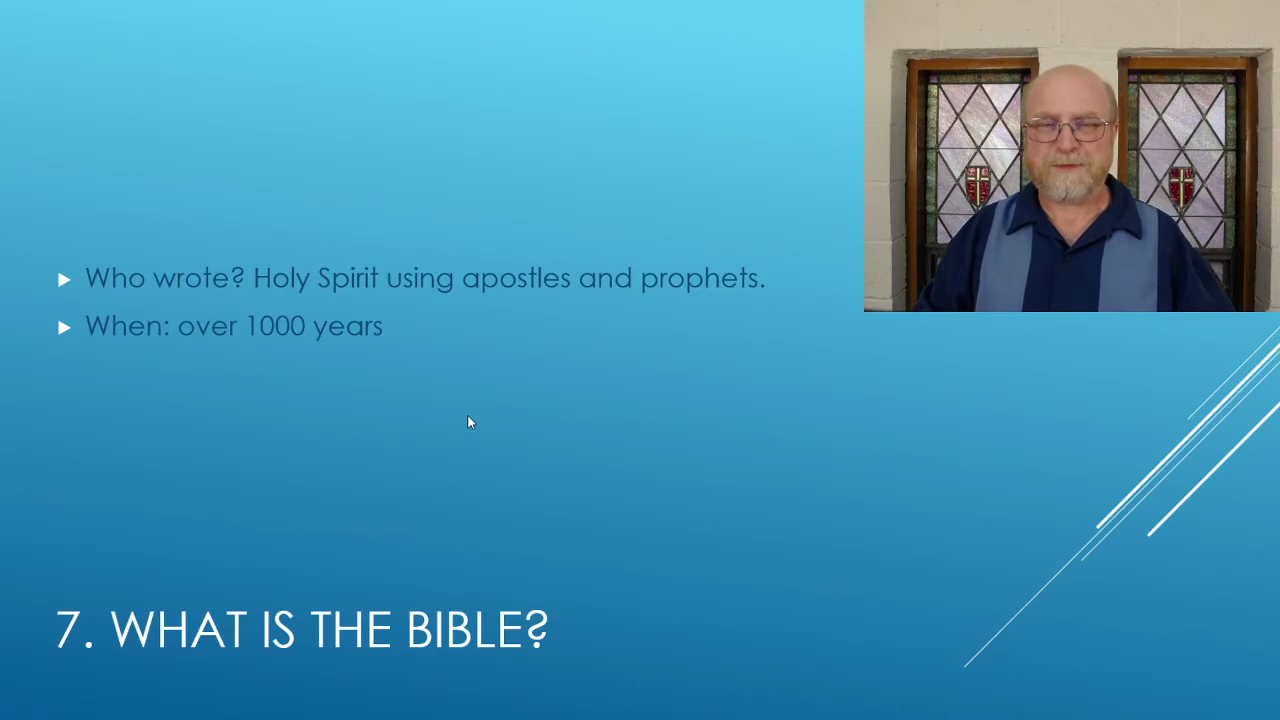 Who wrote? Holy Spirit using apostles and prophets.
When: over 1000 years
7. WHAT IS THE BIBLE?